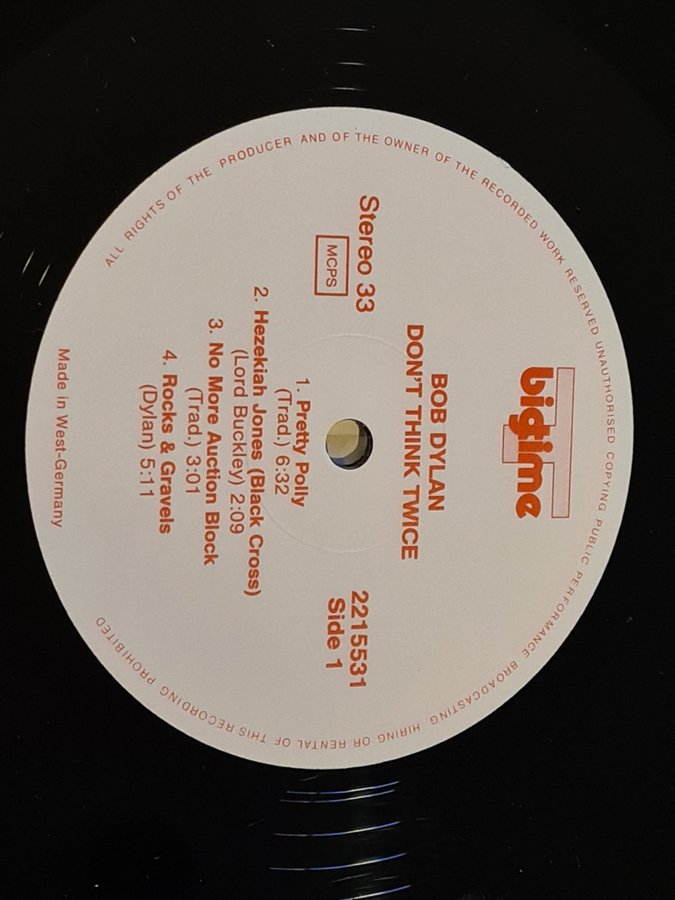 bigtime
BOB DYLAN
DON'T THINK TWICE
Stereo 33
MCPS
2215531
Side 1
1. Pretty Polly
(Trad.) 6:32
2. Hezekiah Jones (Black Cross)
(Lord Buckley) 2:09
3. No More Auction Block
(Trad.) 3:01
4. Rocks & Gravels
(Dylan) 5:11
Made in West-Germany
ALL RIGHTS OF THE PRODUCER AND OF THE OWNER OF THE RECORDED WORK RESERVED UNAUTHORISED COPYING PUBLIC PERFORMANCE BROADCASTING HIRING OR RENTAL OF THIS RECORDING PROHIBITED